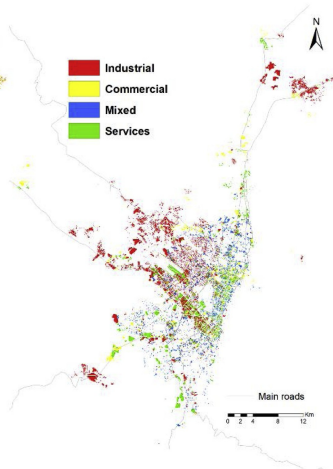 N
Industrial
Commercial
Mixed
Services
Main roads
Km
0 2 4 8 12